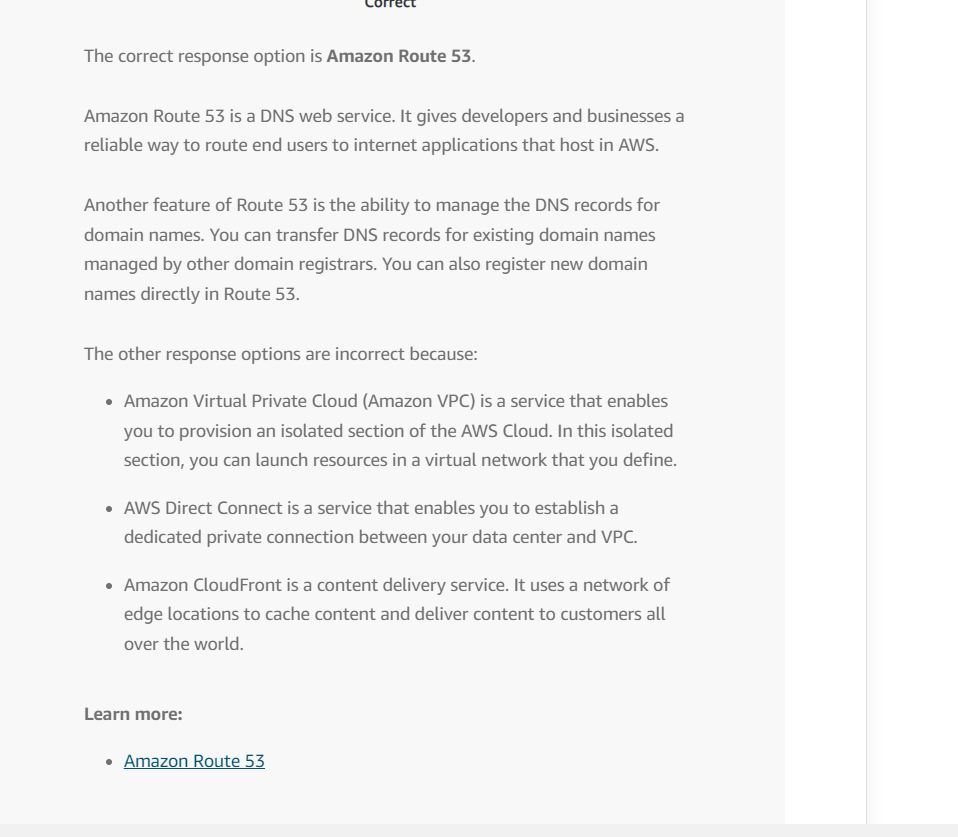 Correct
The correct response option is Amazon Route 53.
Amazon Route 53 is a DNS web service. It gives developers and businesses a
reliable way to route end users to internet applications that host in AWS.
Another feature of Route 53 is the ability to manage the DNS records for
domain names. You can transfer DNS records for existing domain names
managed by other domain registrars. You can also register new domain
names directly in Route 53.
The other response options are incorrect because:
• Amazon Virtual Private Cloud (Amazon VPC) is a service that enables
you to provision an isolated section of the AWS Cloud. In this isolated
section, you can launch resources in a virtual network that you define.
• AWS Direct Connect is a service that enables you to establish a
dedicated private connection between your data center and VPC.
• Amazon CloudFront is a content delivery service. It uses a network of
edge locations to cache content and deliver content to customers all
over the world.
Learn more:
• Amazon Route 53